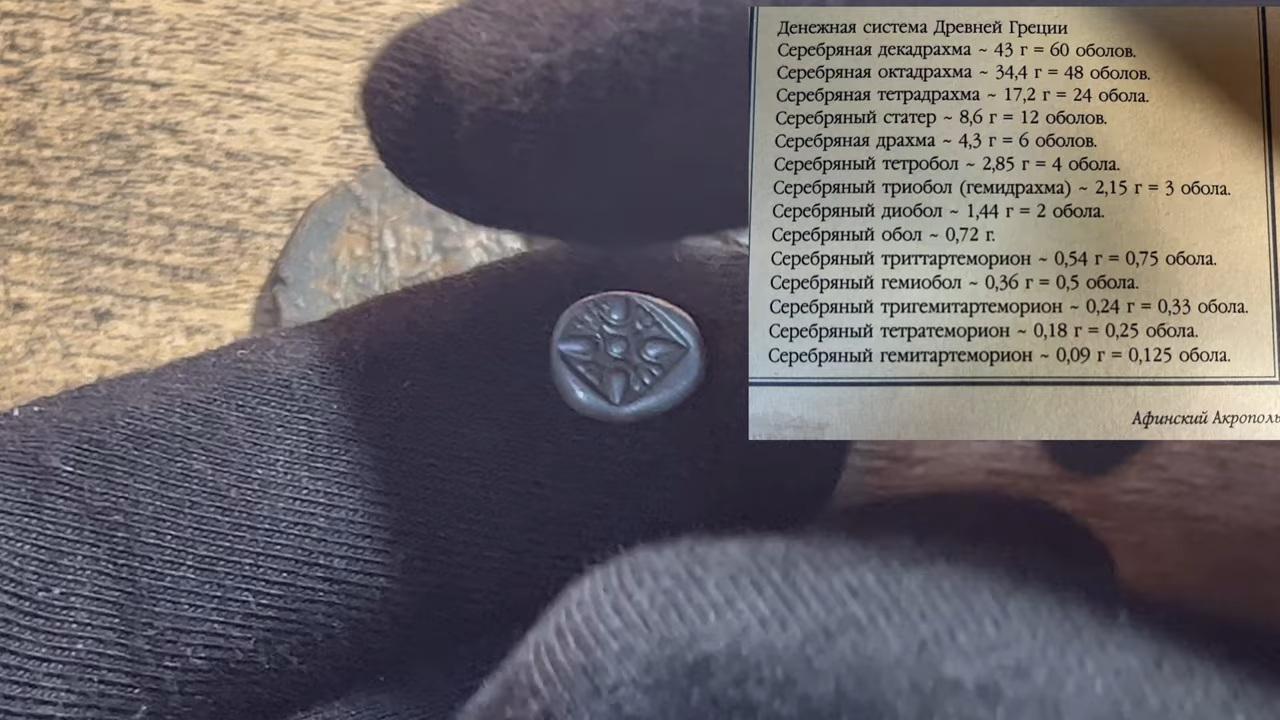 Денежная система Древней Греции
Серебряная декадрахма ~ 43 г = 60 оболов.
Серебряная октадрахма ~ 34,4 г = 48 оболов.
Серебряная тетрадрахма ~ 17,2 г = 24 обола.
Серебряный статер ~ 8,6 г = 12 оболов.
Серебряная драхма ~ 4,3 г = 6 оболов.
Серебряный тетробол ~ 2,85 г = 4 обола.
Серебряный триобол (гемидрахма) ~ 2,15 г = 3 обола.
Серебряный диобол ~ 1,44 г = 2 обола.
Серебряный обол ~ 0,72 г.
Серебряный триттартеморион ~ 0,54 г = 0,75 обола.
Серебряный гемиобол ~ 0,36 г = 0,5 обола.
Серебряный тригемитартеморион ~ 0,24 г = 0,33 обола.
Серебряный тетратеморион ~ 0,18 г = 0,25 обола.
Серебряный гемитартеморион ~ 0,09 г = 0,125 обола.
Афинский Акрополь